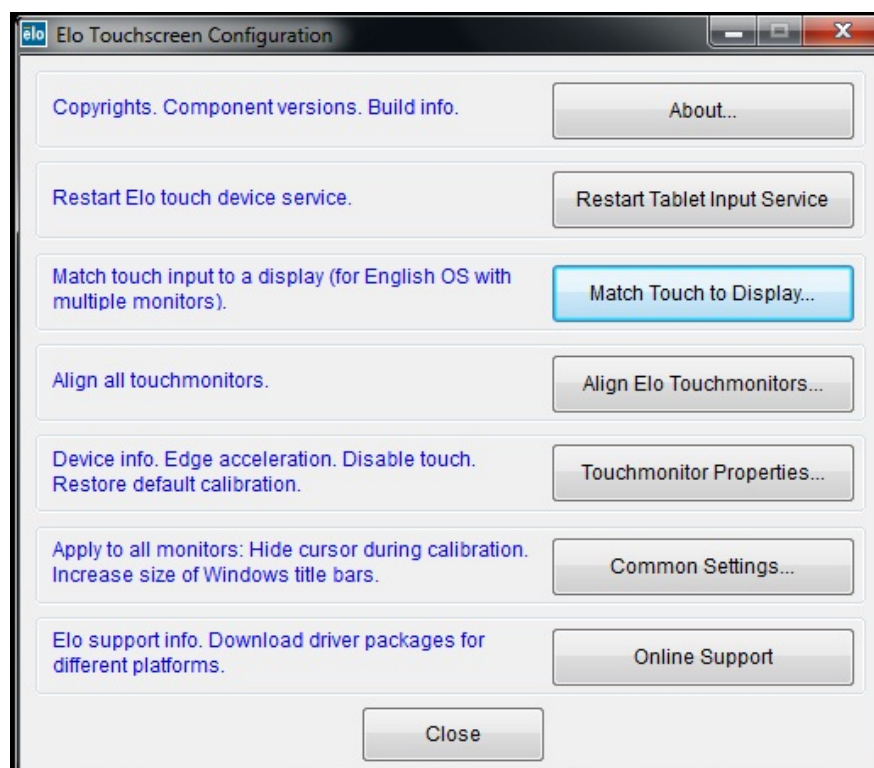 elo Elo Touchscreen Configuration
Copyrights. Component versions. Build info.
About...
Restart Elo touch device service.
Restart Tablet Input Service
Match touch input to a display (for English OS with
multiple monitors).
Match Touch to Display...
Align all touchmonitors.
Align Elo Touchmonitors...
Device info. Edge acceleration. Disable touch.
Restore default calibration.
Touchmonitor Properties...
Apply to all monitors: Hide cursor during calibration.
Increase size of Windows title bars.
Common Settings...
Elo support info. Download driver packages for
different platforms.
Online Support
Close